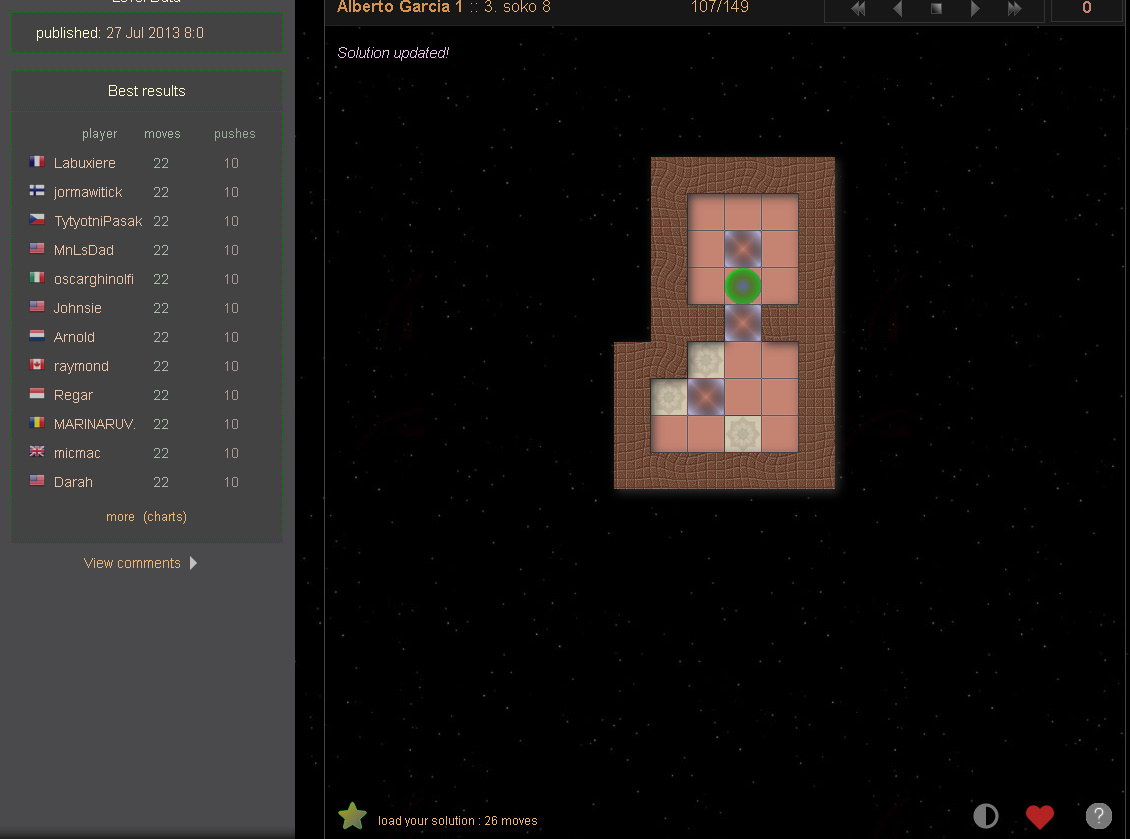 Level Data
published: 27 Jul 2013 8:0
Best results
player moves pushes
Labuxiere 22 10
jormawitick 22 10
TytyotniPasak 22 10
MnLsDad 22 10
oscarghinolfi 22 10
Johnsie 22 10
Arnold 22 10
raymond 22 10
Regar 22 10
MARINARUV. 22 10
micmac 22 10
Darah 22 10
more (charts)
View comments
Alberto Garcia 1 :: 3. soko 8 107/149 0
Solution updated!
load your solution : 26 moves
?